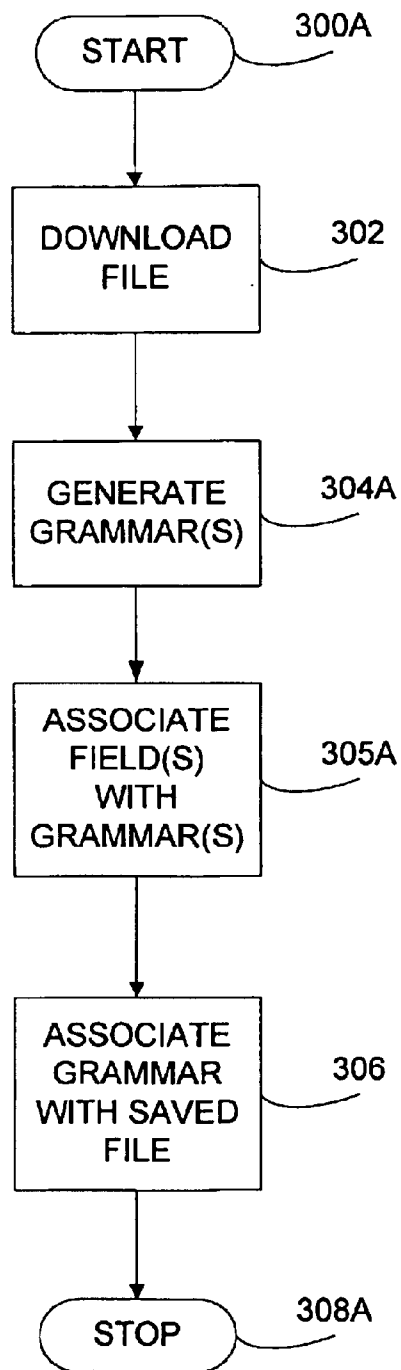 START
300A
DOWNLOAD
FILE
302
GENERATE
GRAMMAR(S)
304A
ASSOCIATE
FIELD(S)
WITH
GRAMMAR(S)
305A
ASSOCIATE
GRAMMAR
WITH SAVED
FILE
306
STOP
308A